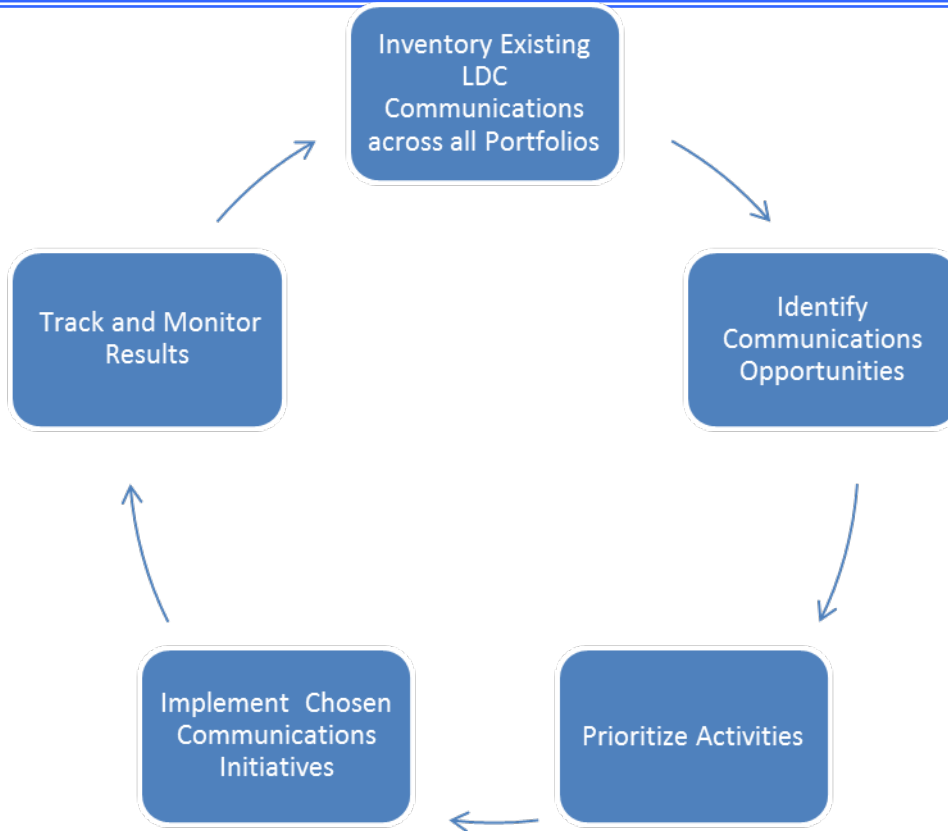 Inventory Existing
LDC
Communications
across all Portfolios
Identify
Communications
Opportunities
Prioritize Activities
Implement Chosen
Communications
Initiatives
Track and Monitor
Results